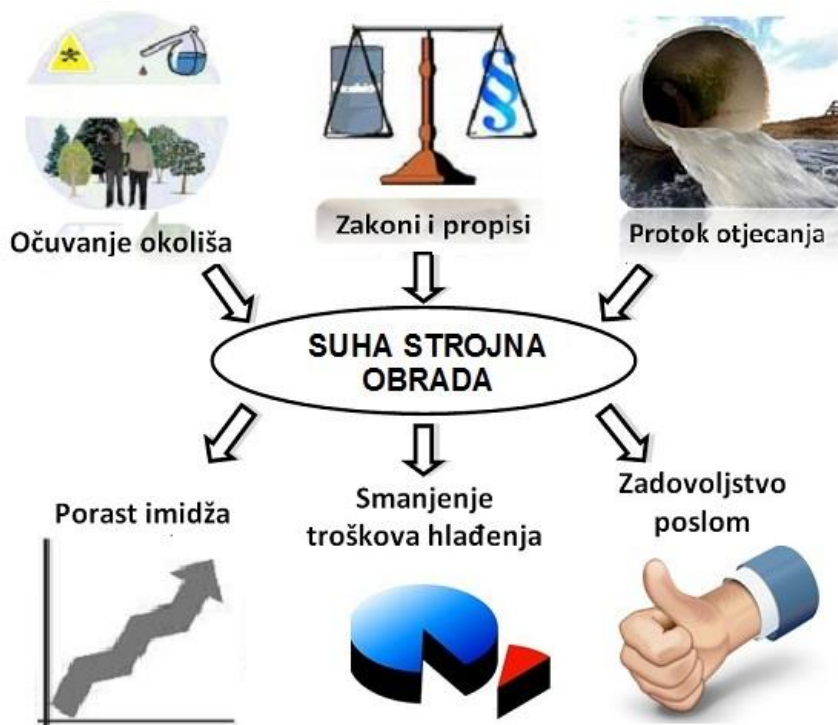 Očuvanje okoliša
Zakoni i propisi
Protok otjecanja
SUHA STROJNA
OBRADA
Porast imidža
Smanjenje
troškova hlađenja
Zadovoljstvo
poslom
§